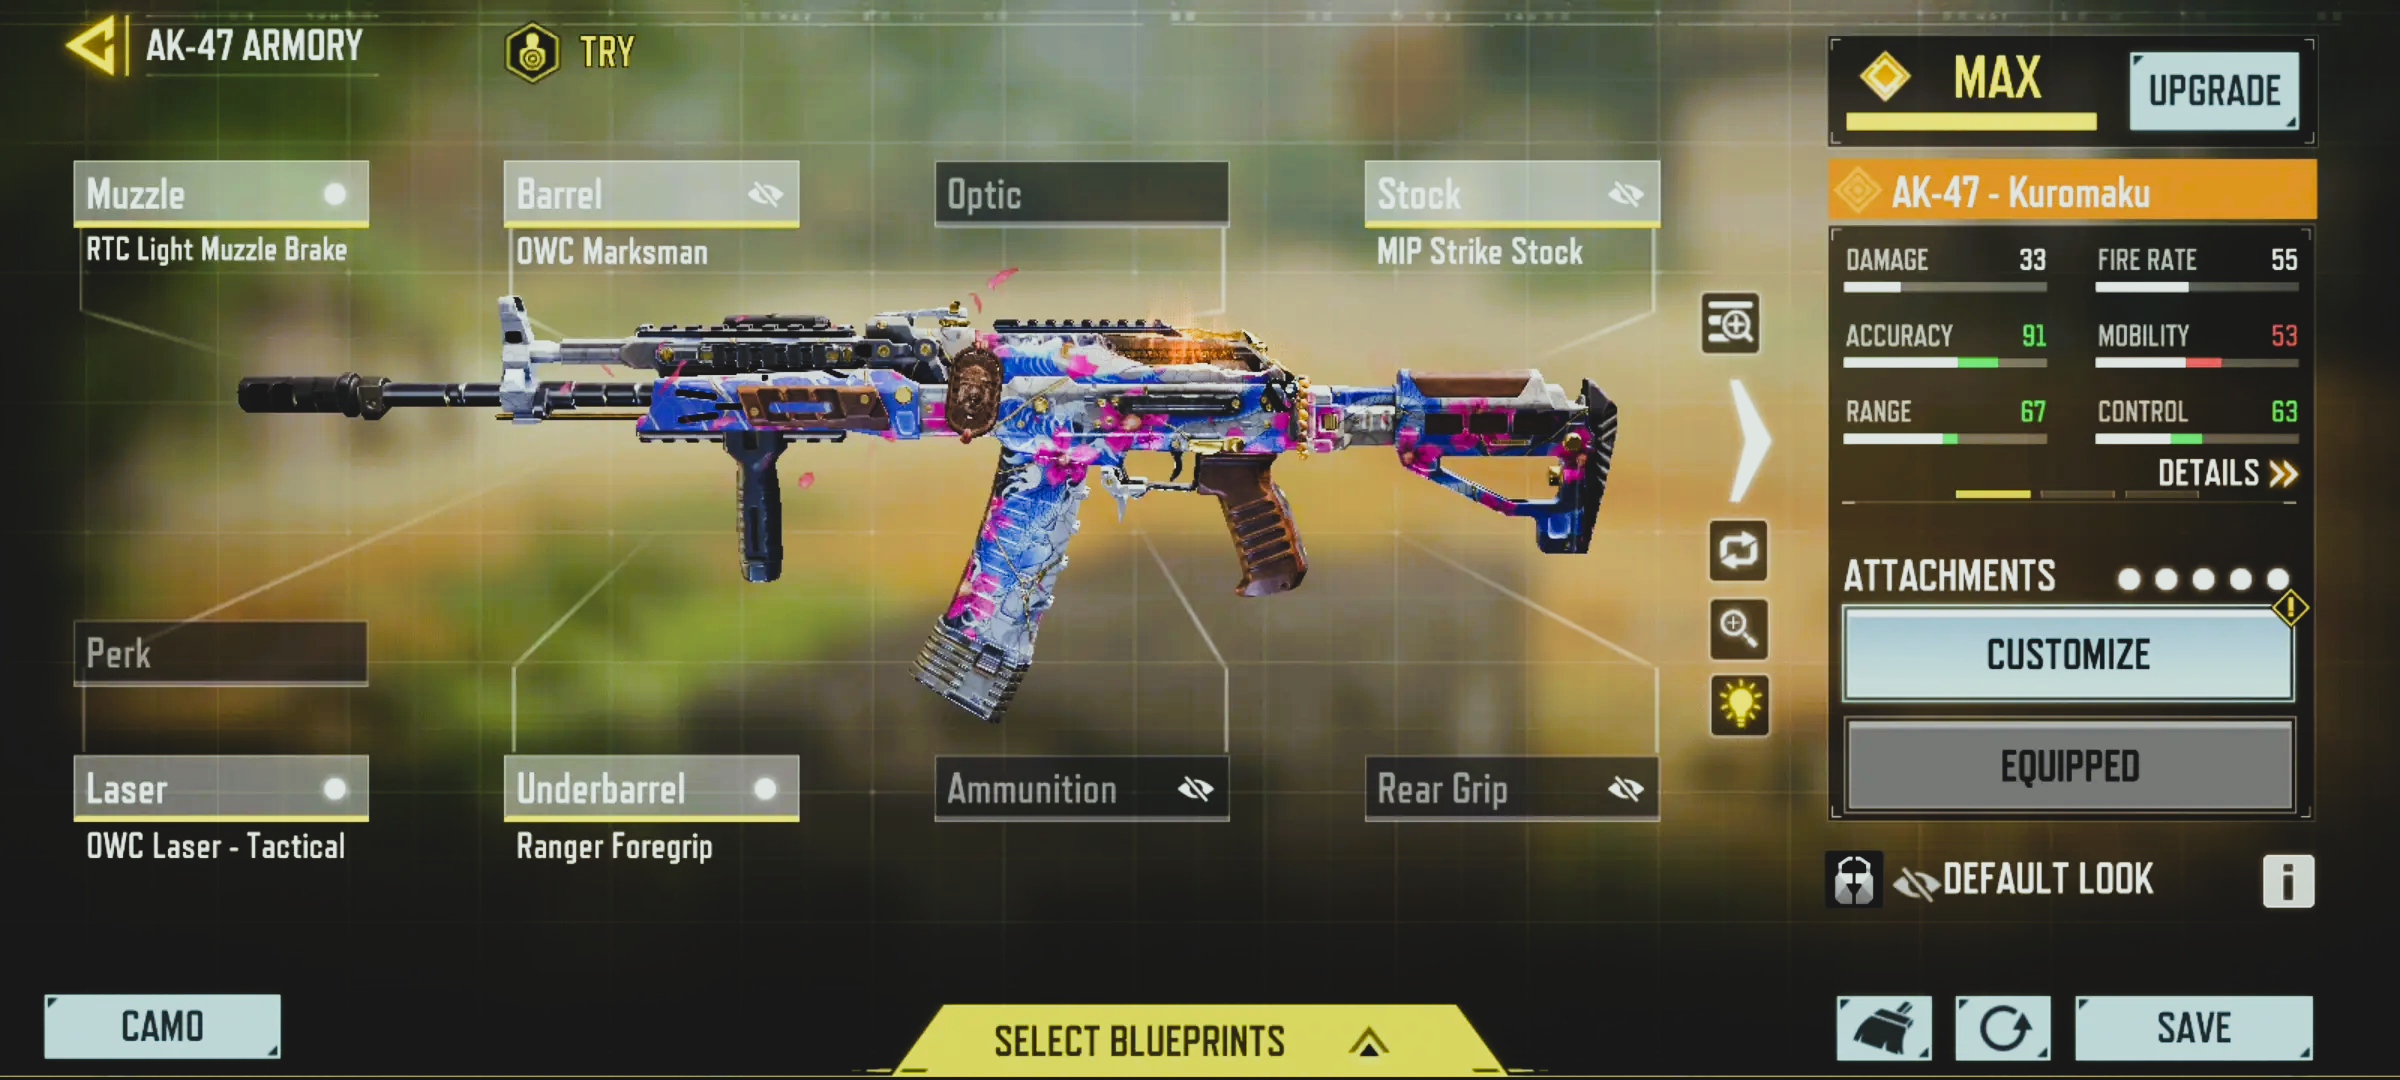 AK-47 ARMORY
TRY
MAX
UPGRADE
Muzzle
RTC Light Muzzle Brake
Barrel
OWC Marksman
Optic
Stock
MIP Strike Stock
AK-47 - Kuromaku
DAMAGE 33
FIRE RATE 55
ACCURACY 91
MOBILITY 53
RANGE 67
CONTROL 63
DETAILS
ATTACHMENTS
CUSTOMIZE
EQUIPPED
Perk
Laser
OWC Laser - Tactical
Underbarrel
Ranger Foregrip
Ammunition
Rear Grip
DEFAULT LOOK
CAMO
SELECT BLUEPRINTS
SAVE